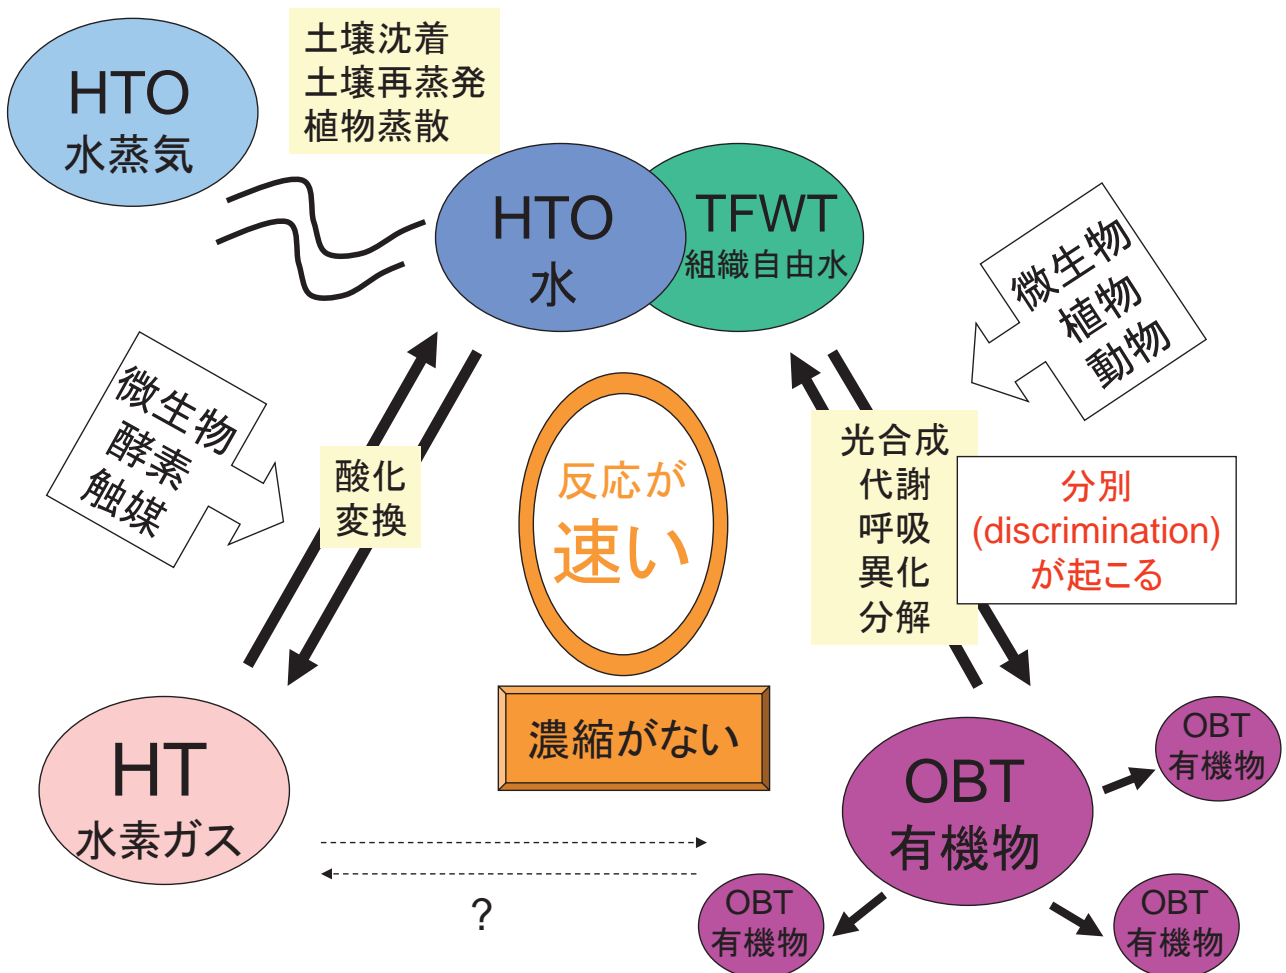 HTO
水蒸気
土壌沈着
土壌再蒸発
植物蒸散
HTO
水
TFWT
組織自由水
微生物
植物
動物
微生物
酵素
触媒
酸化
変換
反応が
速い
光合成
代謝
呼吸
異化
分解
分別
(discrimination)
が起こる
濃縮がない
HT
水素ガス
?
OBT
有機物
OBT
有機物
OBT
有機物
OBT
有機物